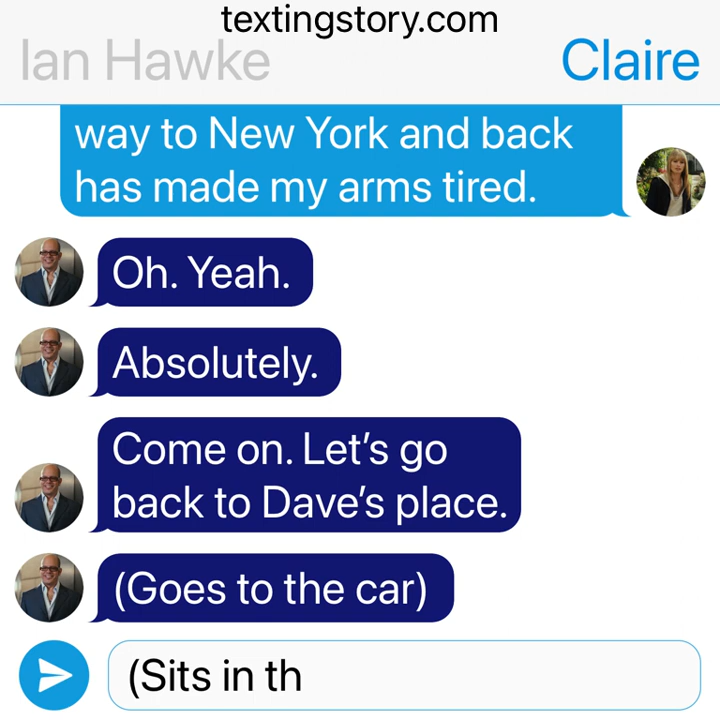 textingstory.com
Ian Hawke
Claire
way to New York and back
has made my arms tired.
Oh. Yeah.
Absolutely.
Come on. Let’s go
back to Dave’s place.
(Goes to the car)
(Sits in th